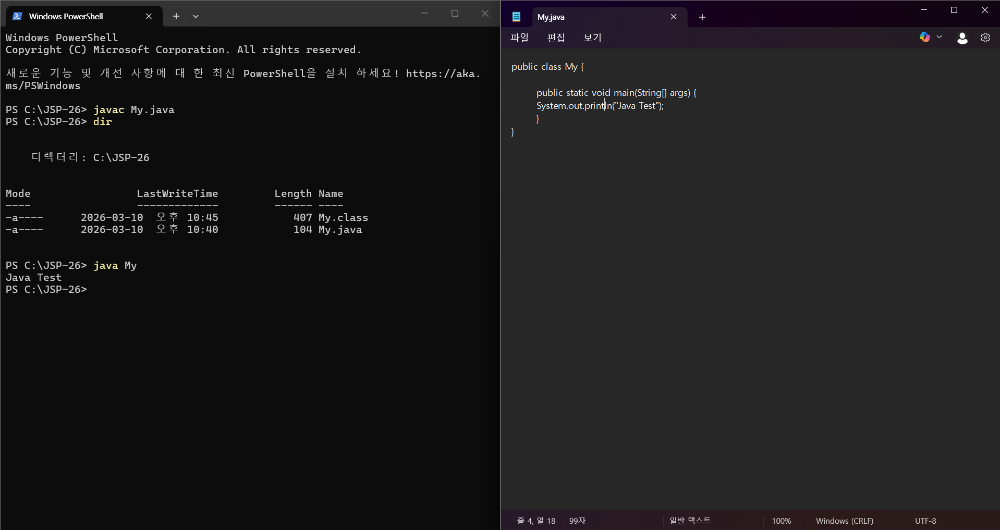 Windows PowerShell
Windows PowerShell
Copyright (C) Microsoft Corporation. All rights reserved.
새로운 기능 및 개선 사항에 대 한 최신 PowerShell을 설치 하세요! https://aka.
ms/PSWindows
PS C:\JSP-26> javac My.java
PS C:\JSP-26> dir
디렉터리: C:\JSP-26
Mode LastWriteTime Length Name
---- ------------- ------ ----
-a---- 2026-03-10 오후 10:45 407 My.class
-a---- 2026-03-10 오후 10:40 104 My.java
PS C:\JSP-26> java My
Java Test
PS C:\JSP-26>
My.java
파일 편집 보기
public class My {
public static void main(String[] args) {
System.out.println("Java Test");
}
}
줄 4, 열 18 99자 일반 텍스트 100% Windows (CRLF) UTF-8